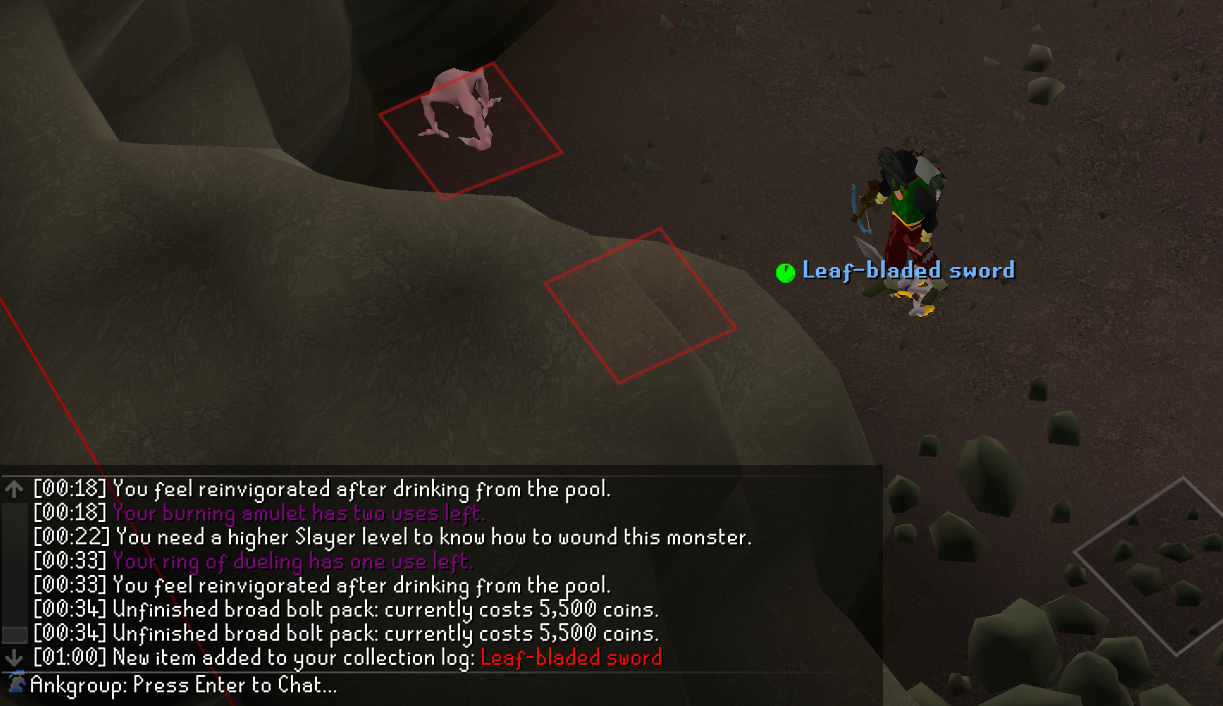 Leaf-bladed sword
[00:18] You feel reinvigorated after drinking from the pool.
[00:18] Your burning amulet has two uses left.
[00:22] You need a higher Slayer level to know how to wound this monster.
[00:33] Your ring of dueling has one use left.
[00:33] You feel reinvigorated after drinking from the pool.
[00:34] Unfinished broad bolt pack: currently costs 5,500 coins.
[00:34] Unfinished broad bolt pack: currently costs 5,500 coins.
[01:00] New item added to your collection log: Leaf-bladed sword
Ankgroup: Press Enter to Chat...